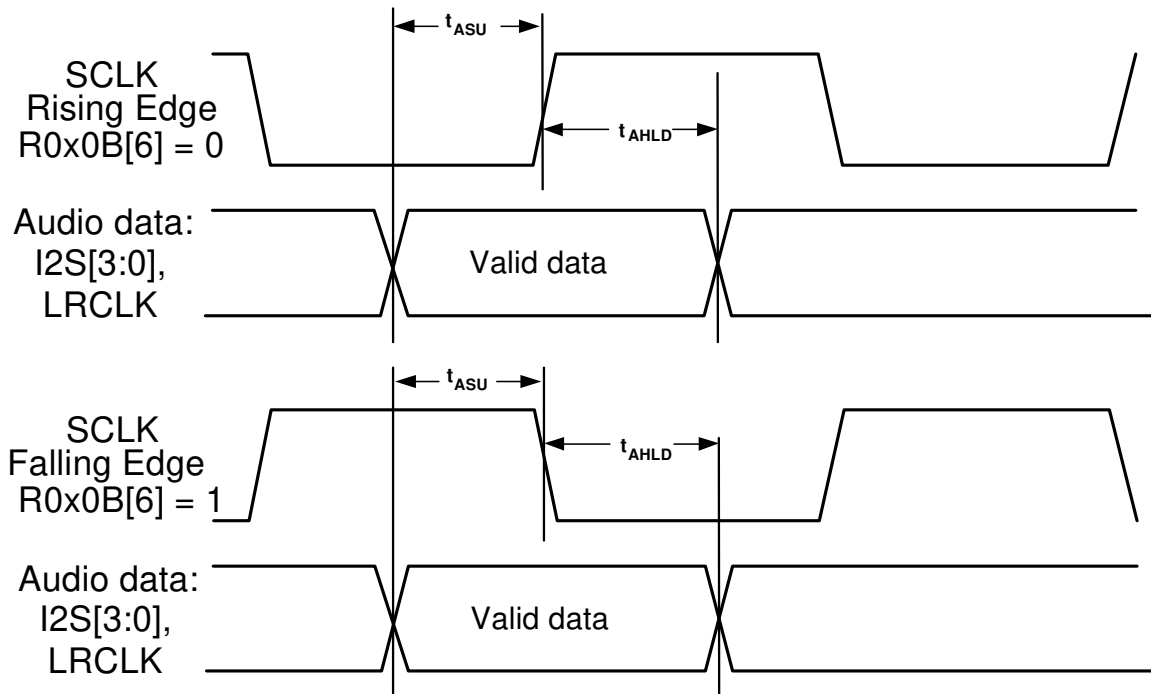 tASU
SCLK
Rising Edge
R0x0B[6] = 0
tAHLD
Audio data:
I2S[3:0],
LRCLK
Valid data
tASU
SCLK
Falling Edge
R0x0B[6] = 1
tAHLD
Audio data:
I2S[3:0],
LRCLK
Valid data